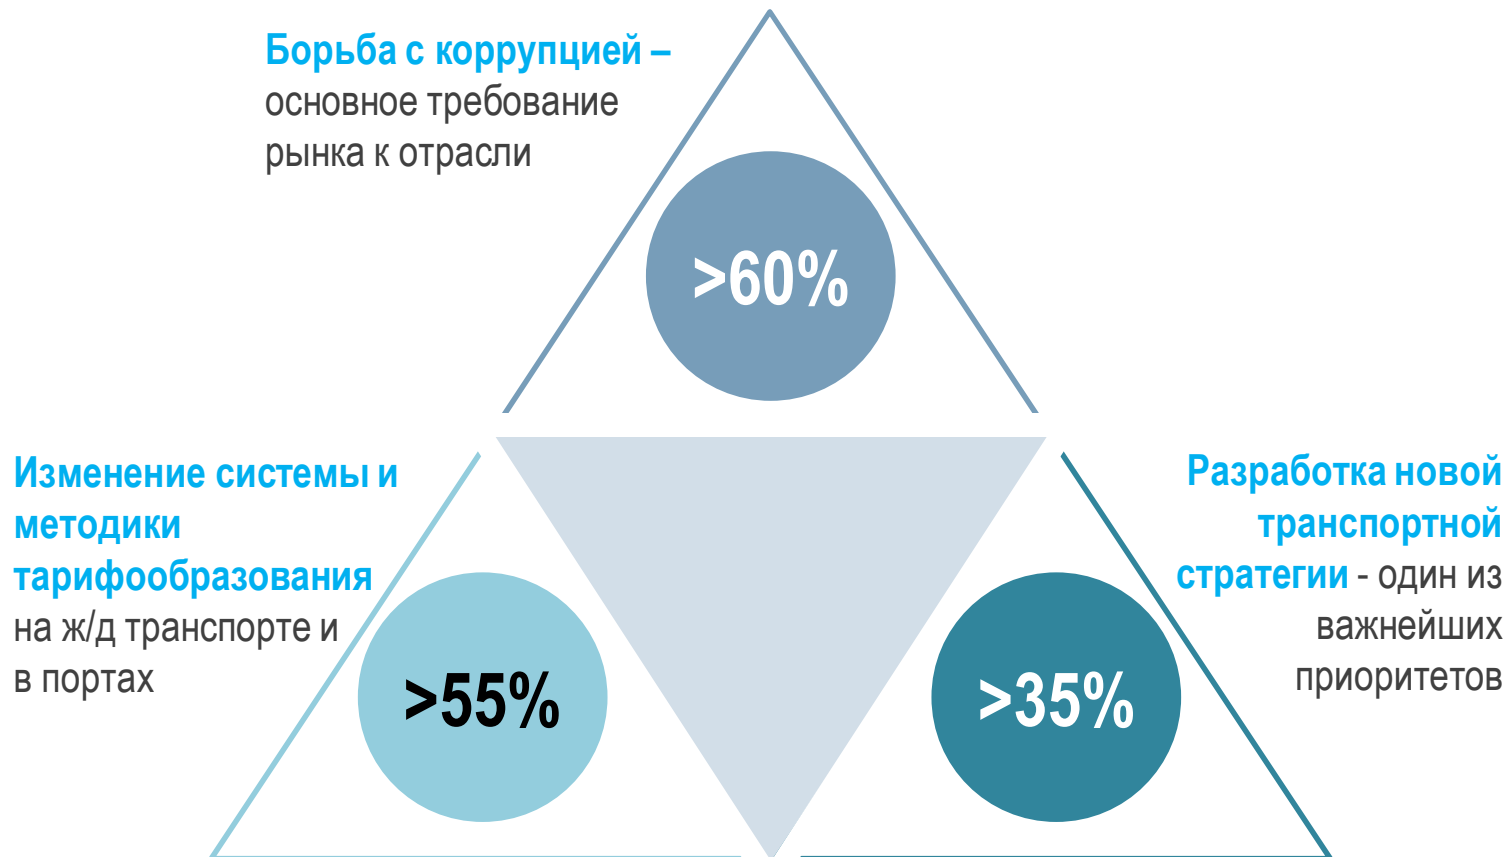 Борьба с коррупцией –
основное требование
рынка к отрасли
>60%
Изменение системы и
методики
тарифообразования
на ж/д транспорте и
в портах
>55%
Разработка новой
транспортной
стратегии - один из
важнейших
приоритетов
>35%